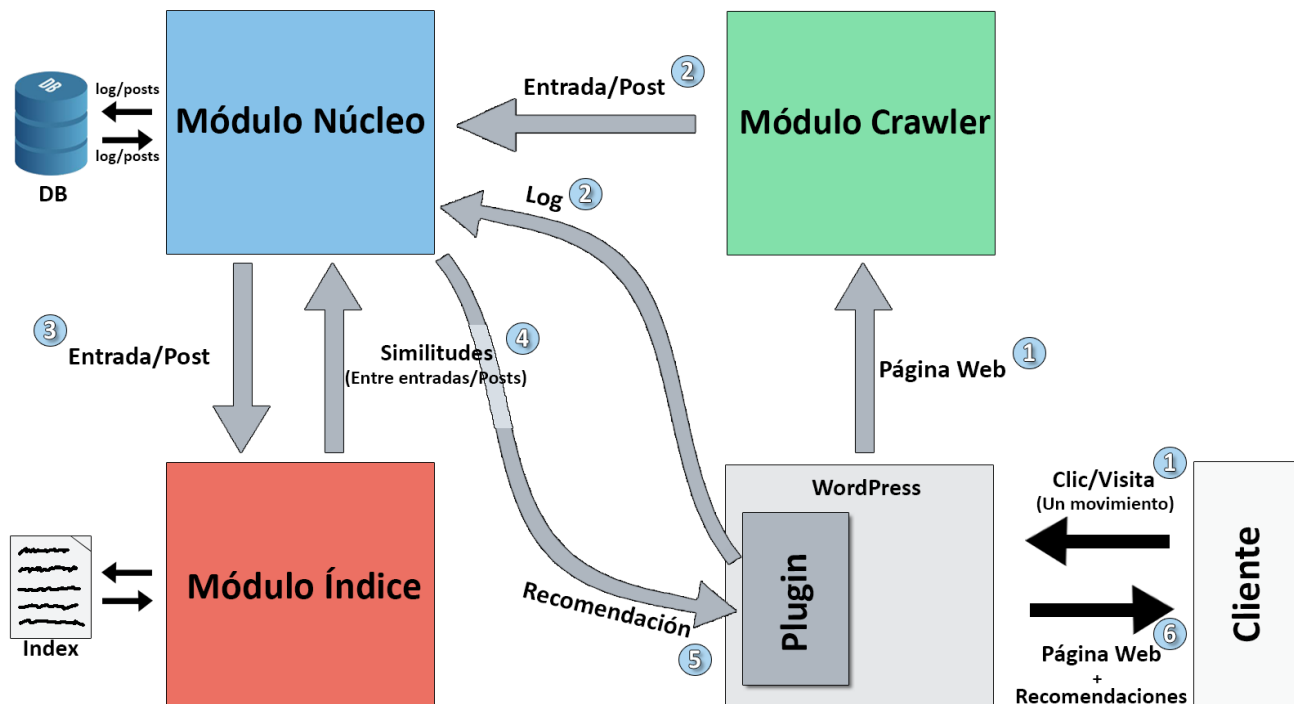 DB
log/posts
log/posts
DB
Módulo Núcleo
Entrada/Post 2
Módulo Crawler
Log 2
3 Entrada/Post
Similitudes 4
(Entre entradas/Posts)
Página Web 1
Módulo Índice
Index
Recomendación
5
WordPress
Plugin
Clic/Visita 1
(Un movimiento)
6
Página Web
+
Recomendaciones
Cliente